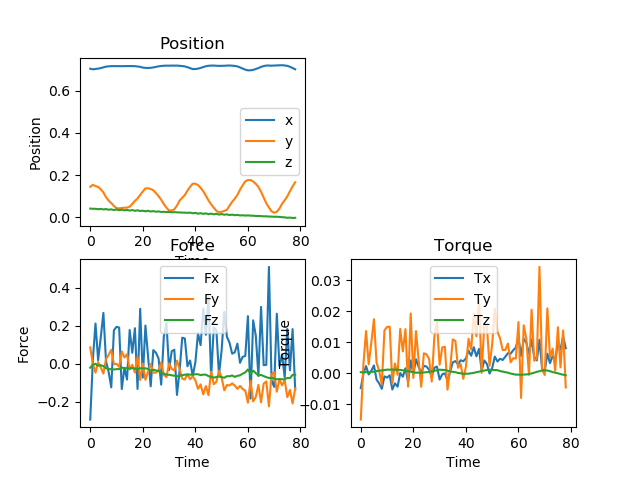 Position
Position
0.6
0.4
0.2
0.0
x
y
z
0 20 40 60 80
Time
Force
Force
0.4
0.2
0.0
−0.2
Fx
Fy
Fz
0 20 40 60 80
Time
Torque
Torque
0.03
0.02
0.01
0.00
−0.01
Tx
Ty
Tz
0 20 40 60 80
Time